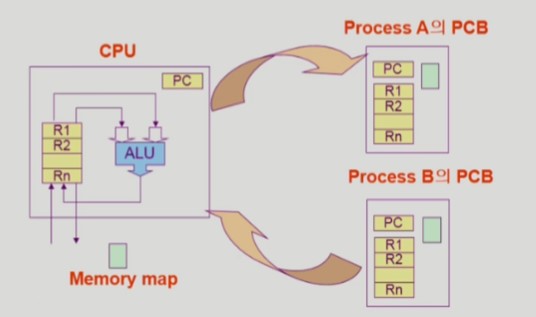 Process A의 PCB
CPU
PC
PC
R1
R2
Rn
R1
R2
Rn
ALU
Process B의 PCB
PC
R1
R2
Rn
Memory map